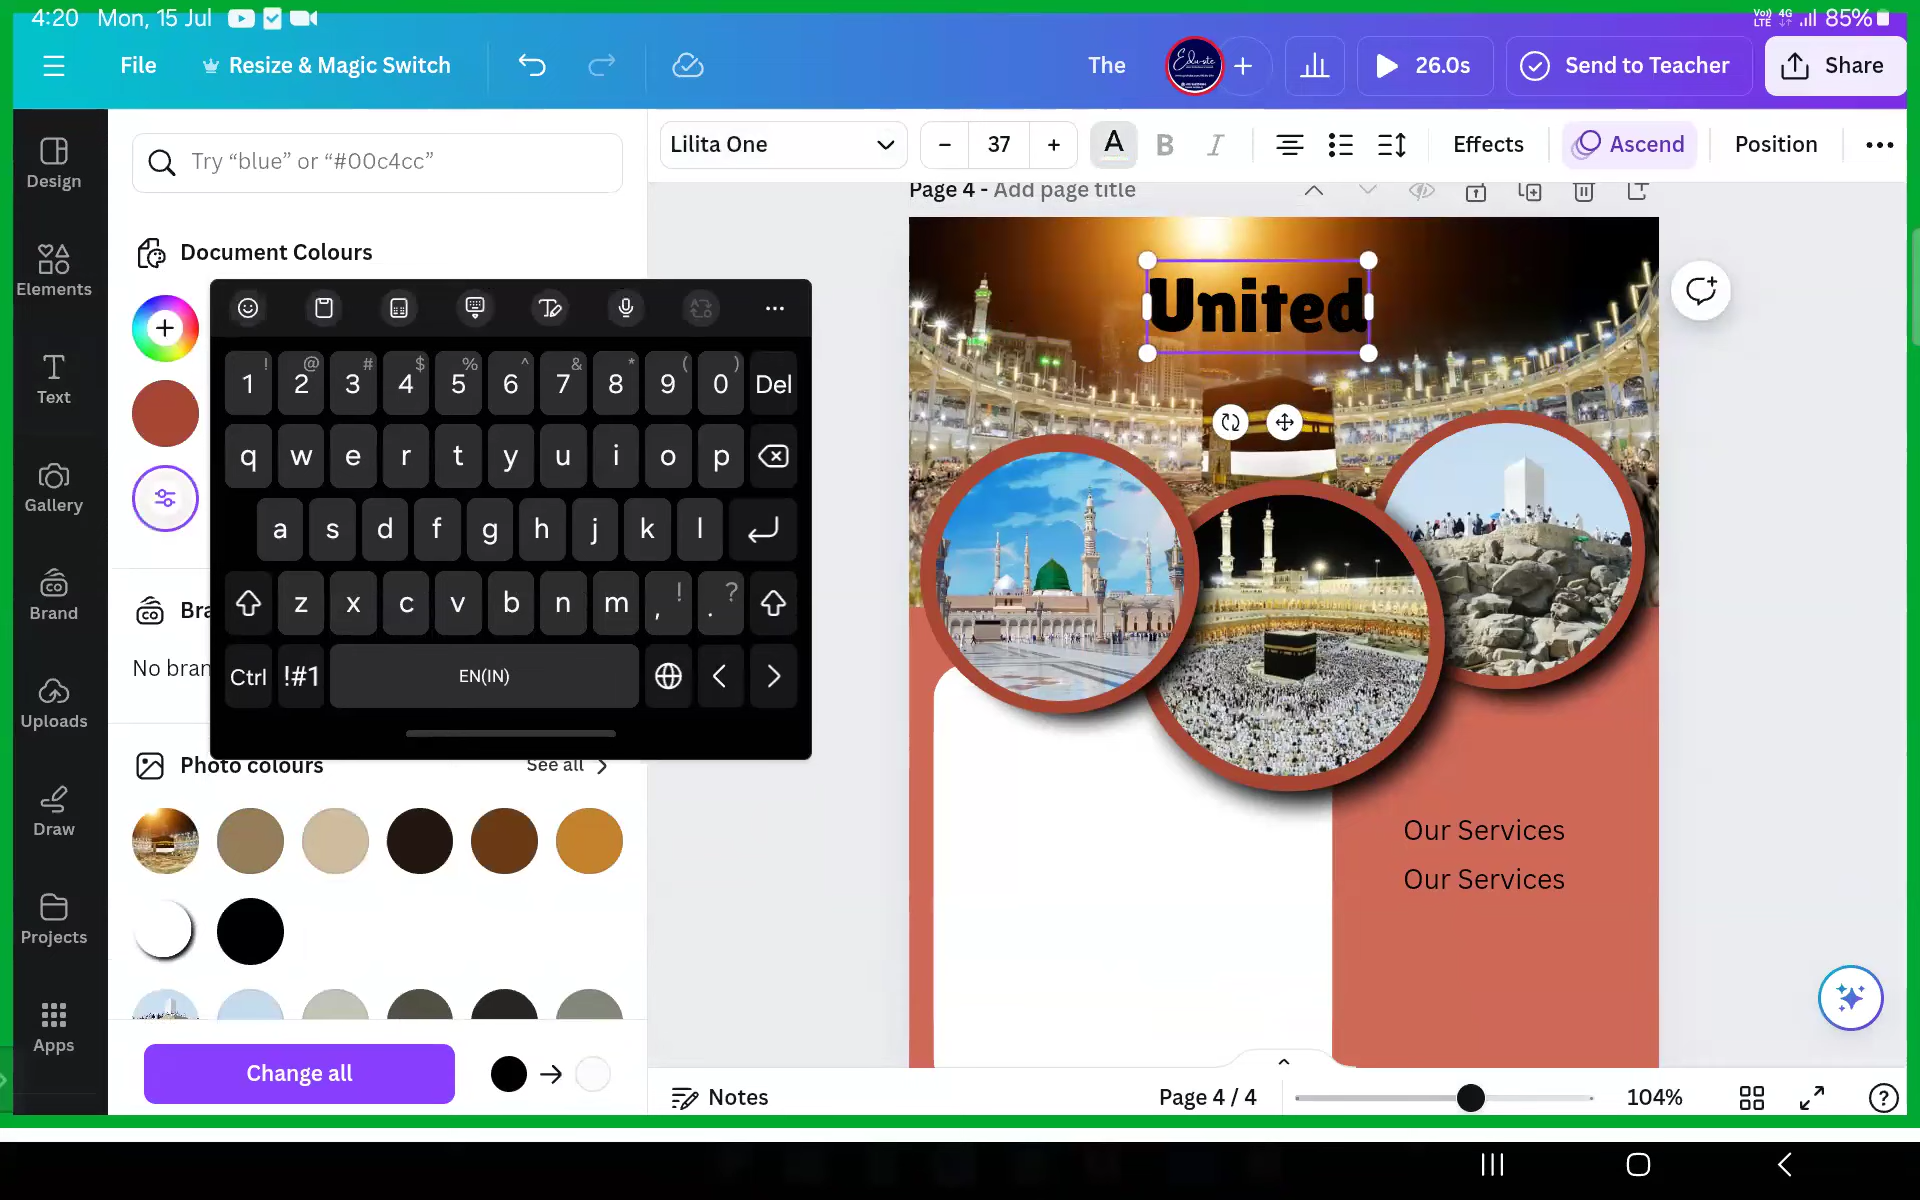 4:20 Mon, 15 Jul
Vo)) LTE 4G 85%
File
Resize & Magic Switch
The
26.0s
Send to Teacher
Share
Design
Elements
Text
Gallery
Brand
Uploads
Draw
Projects
Apps
Try “blue” or “#00c4cc”
Document Colours
Lilita One
– 37 +
A B I
Effects
Ascend
Position
Page 4 - Add page title
United
! @ # $ % ^ & * ( )
1 2 3 4 5 6 7 8 9 0 Del
q w e r t y u i o p
a s d f g h j k l
! ?
z x c v b n m , .
Ctrl !#1 EN(IN) < >
Bra
No bran
Photo colours
See all
Our Services
Our Services
Change all
Notes
Page 4 / 4
104%
?